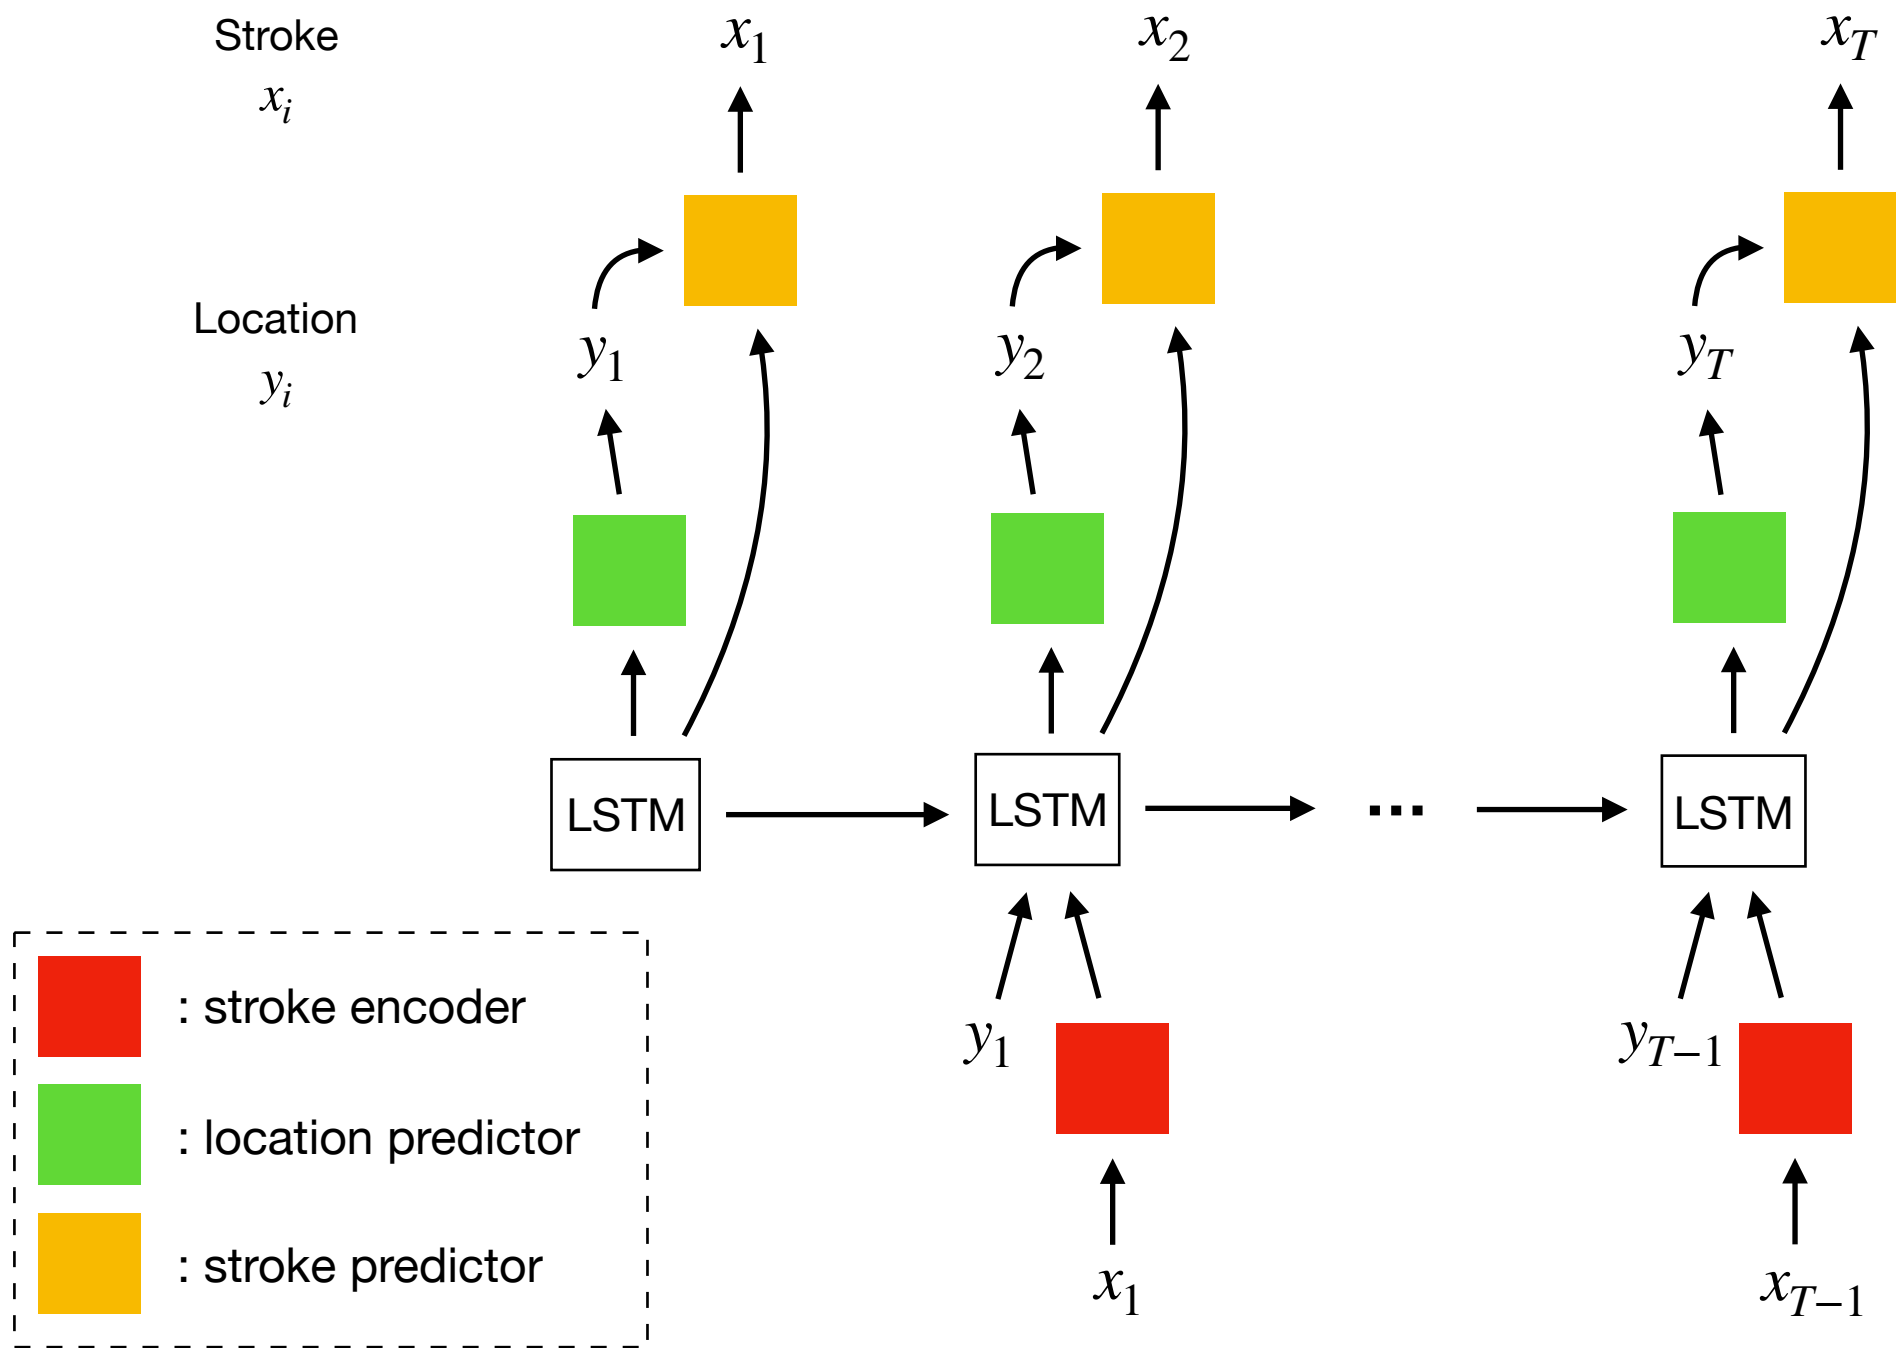 Stroke
x_i
x_1
x_2
x_T
Location
y_i
y_1
y_2
y_T
LSTM
LSTM
...
LSTM
y_1
y_{T-1}
x_1
x_{T-1}
: stroke encoder
: location predictor
: stroke predictor